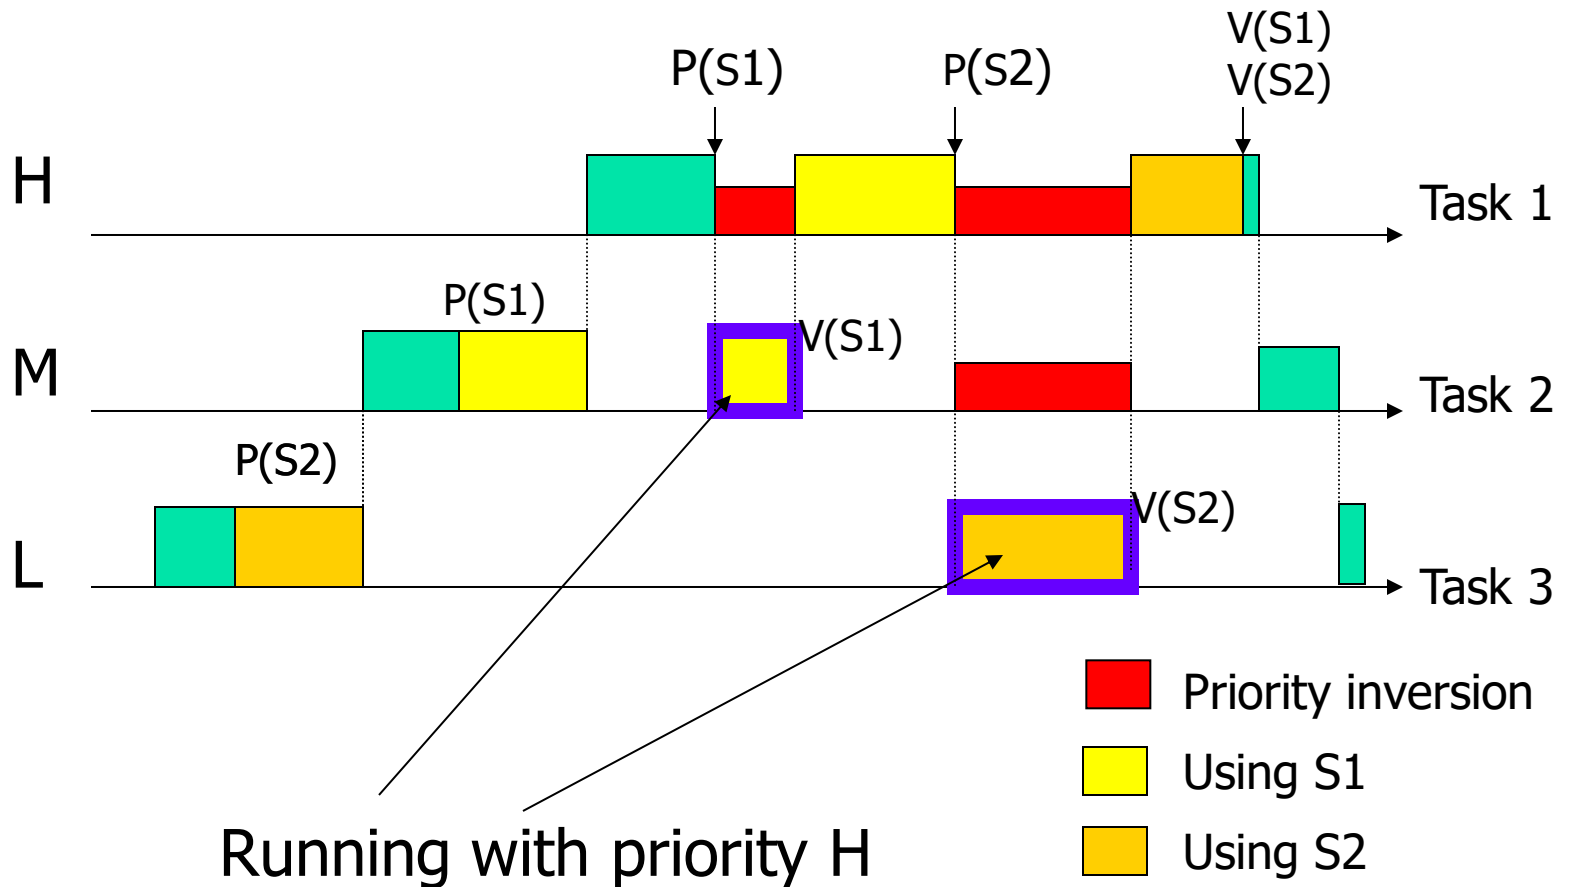 V(S1)
P(S1) P(S2) V(S2)
H Task 1
P(S1)
V(S1)
M Task 2
P(S2)
V(S2)
L Task 3
Priority inversion
Using S1
Running with priority H Using S2